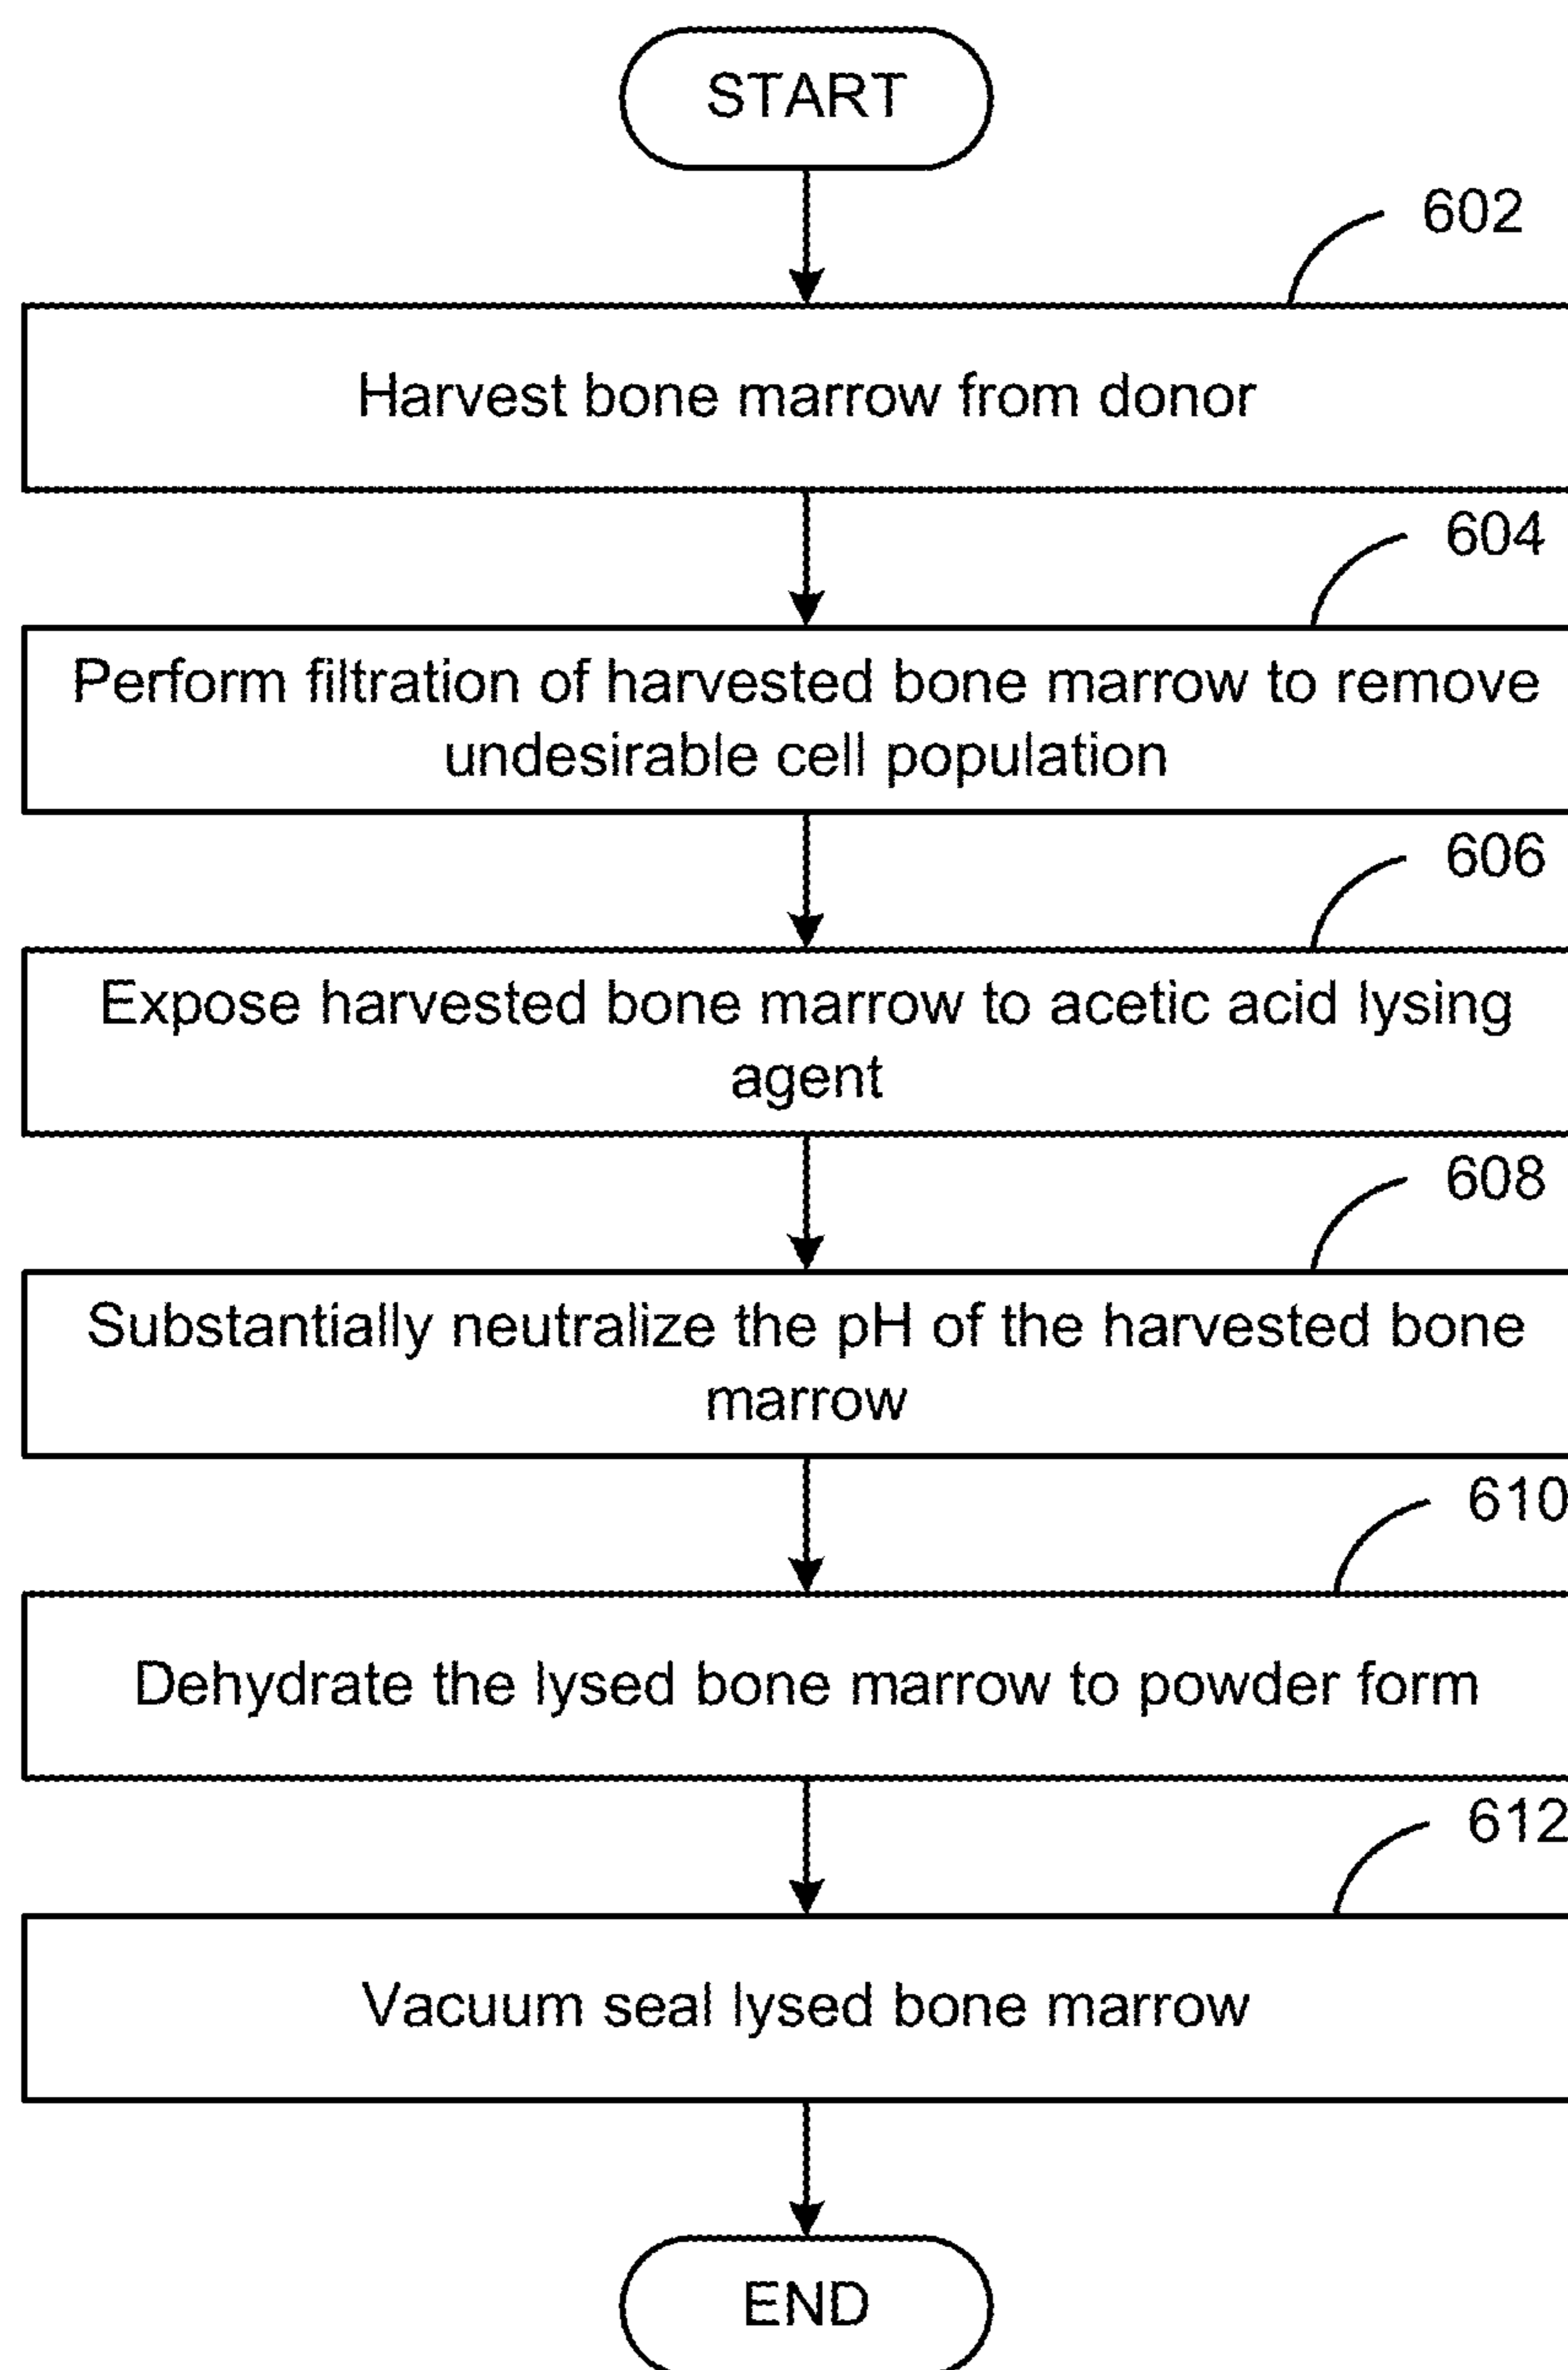 START
602
Harvest bone marrow from donor
604
Perform filtration of harvested bone marrow to remove
undesirable cell population
606
Expose harvested bone marrow to acetic acid lysing
agent
608
Substantially neutralize the pH of the harvested bone
marrow
610
Dehydrate the lysed bone marrow to powder form
612
Vacuum seal lysed bone marrow
END